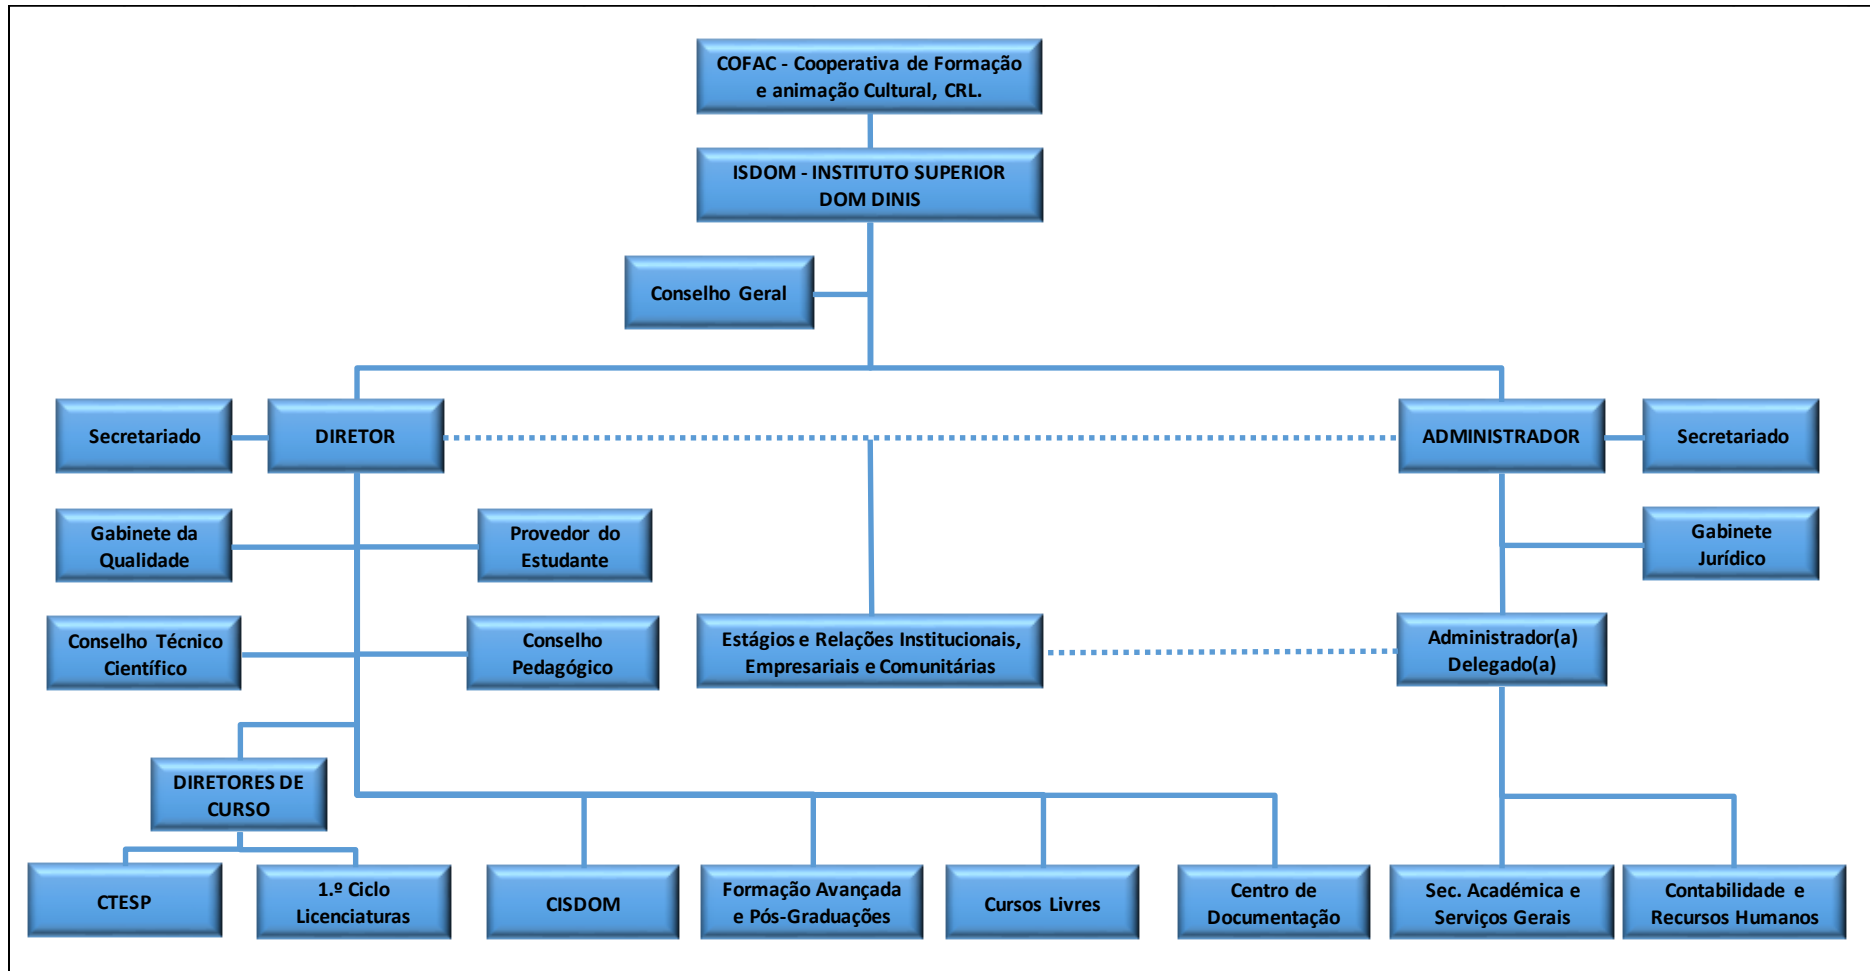 COFAC - Cooperativa de Formação
e animação Cultural, CRL.
ISDOM - INSTITUTO SUPERIOR
DOM DINIS
Conselho Geral
Secretariado
DIRETOR
ADMINISTRADOR
Secretariado
Gabinete da
Qualidade
Provedor do
Estudante
Gabinete
Jurídico
Conselho Técnico
Científico
Conselho
Pedagógico
Estágios e Relações Institucionais,
Empresariais e Comunitárias
Administrador(a)
Delegado(a)
DIRETORES DE
CURSO
CTESP
1.º Ciclo
Licenciaturas
CISDOM
Formação Avançada
e Pós-Graduações
Cursos Livres
Centro de
Documentação
Sec. Académica e
Serviços Gerais
Contabilidade e
Recursos Humanos